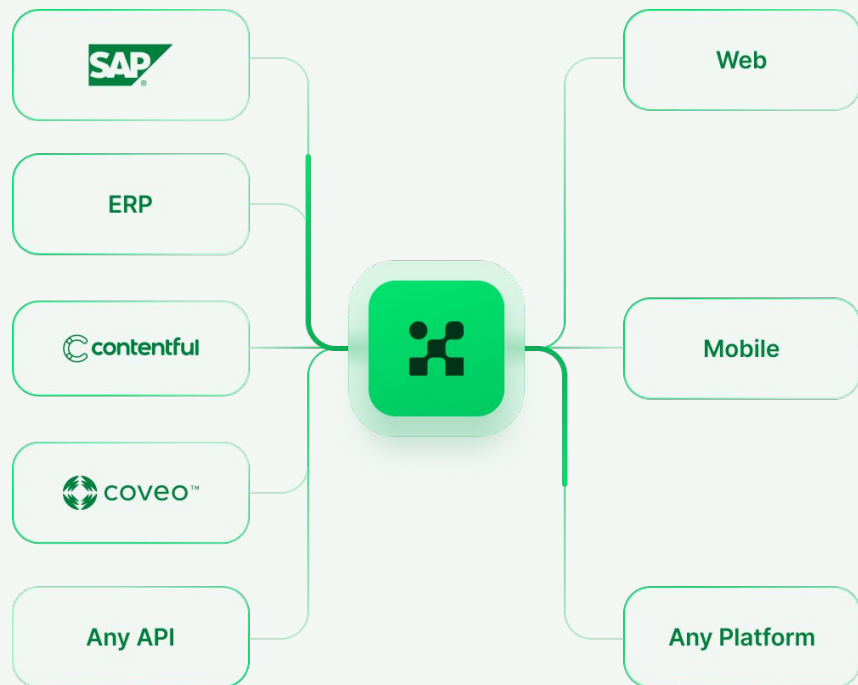 SAP®
ERP
contentful
coveo™
Any API
Web
Mobile
Any Platform